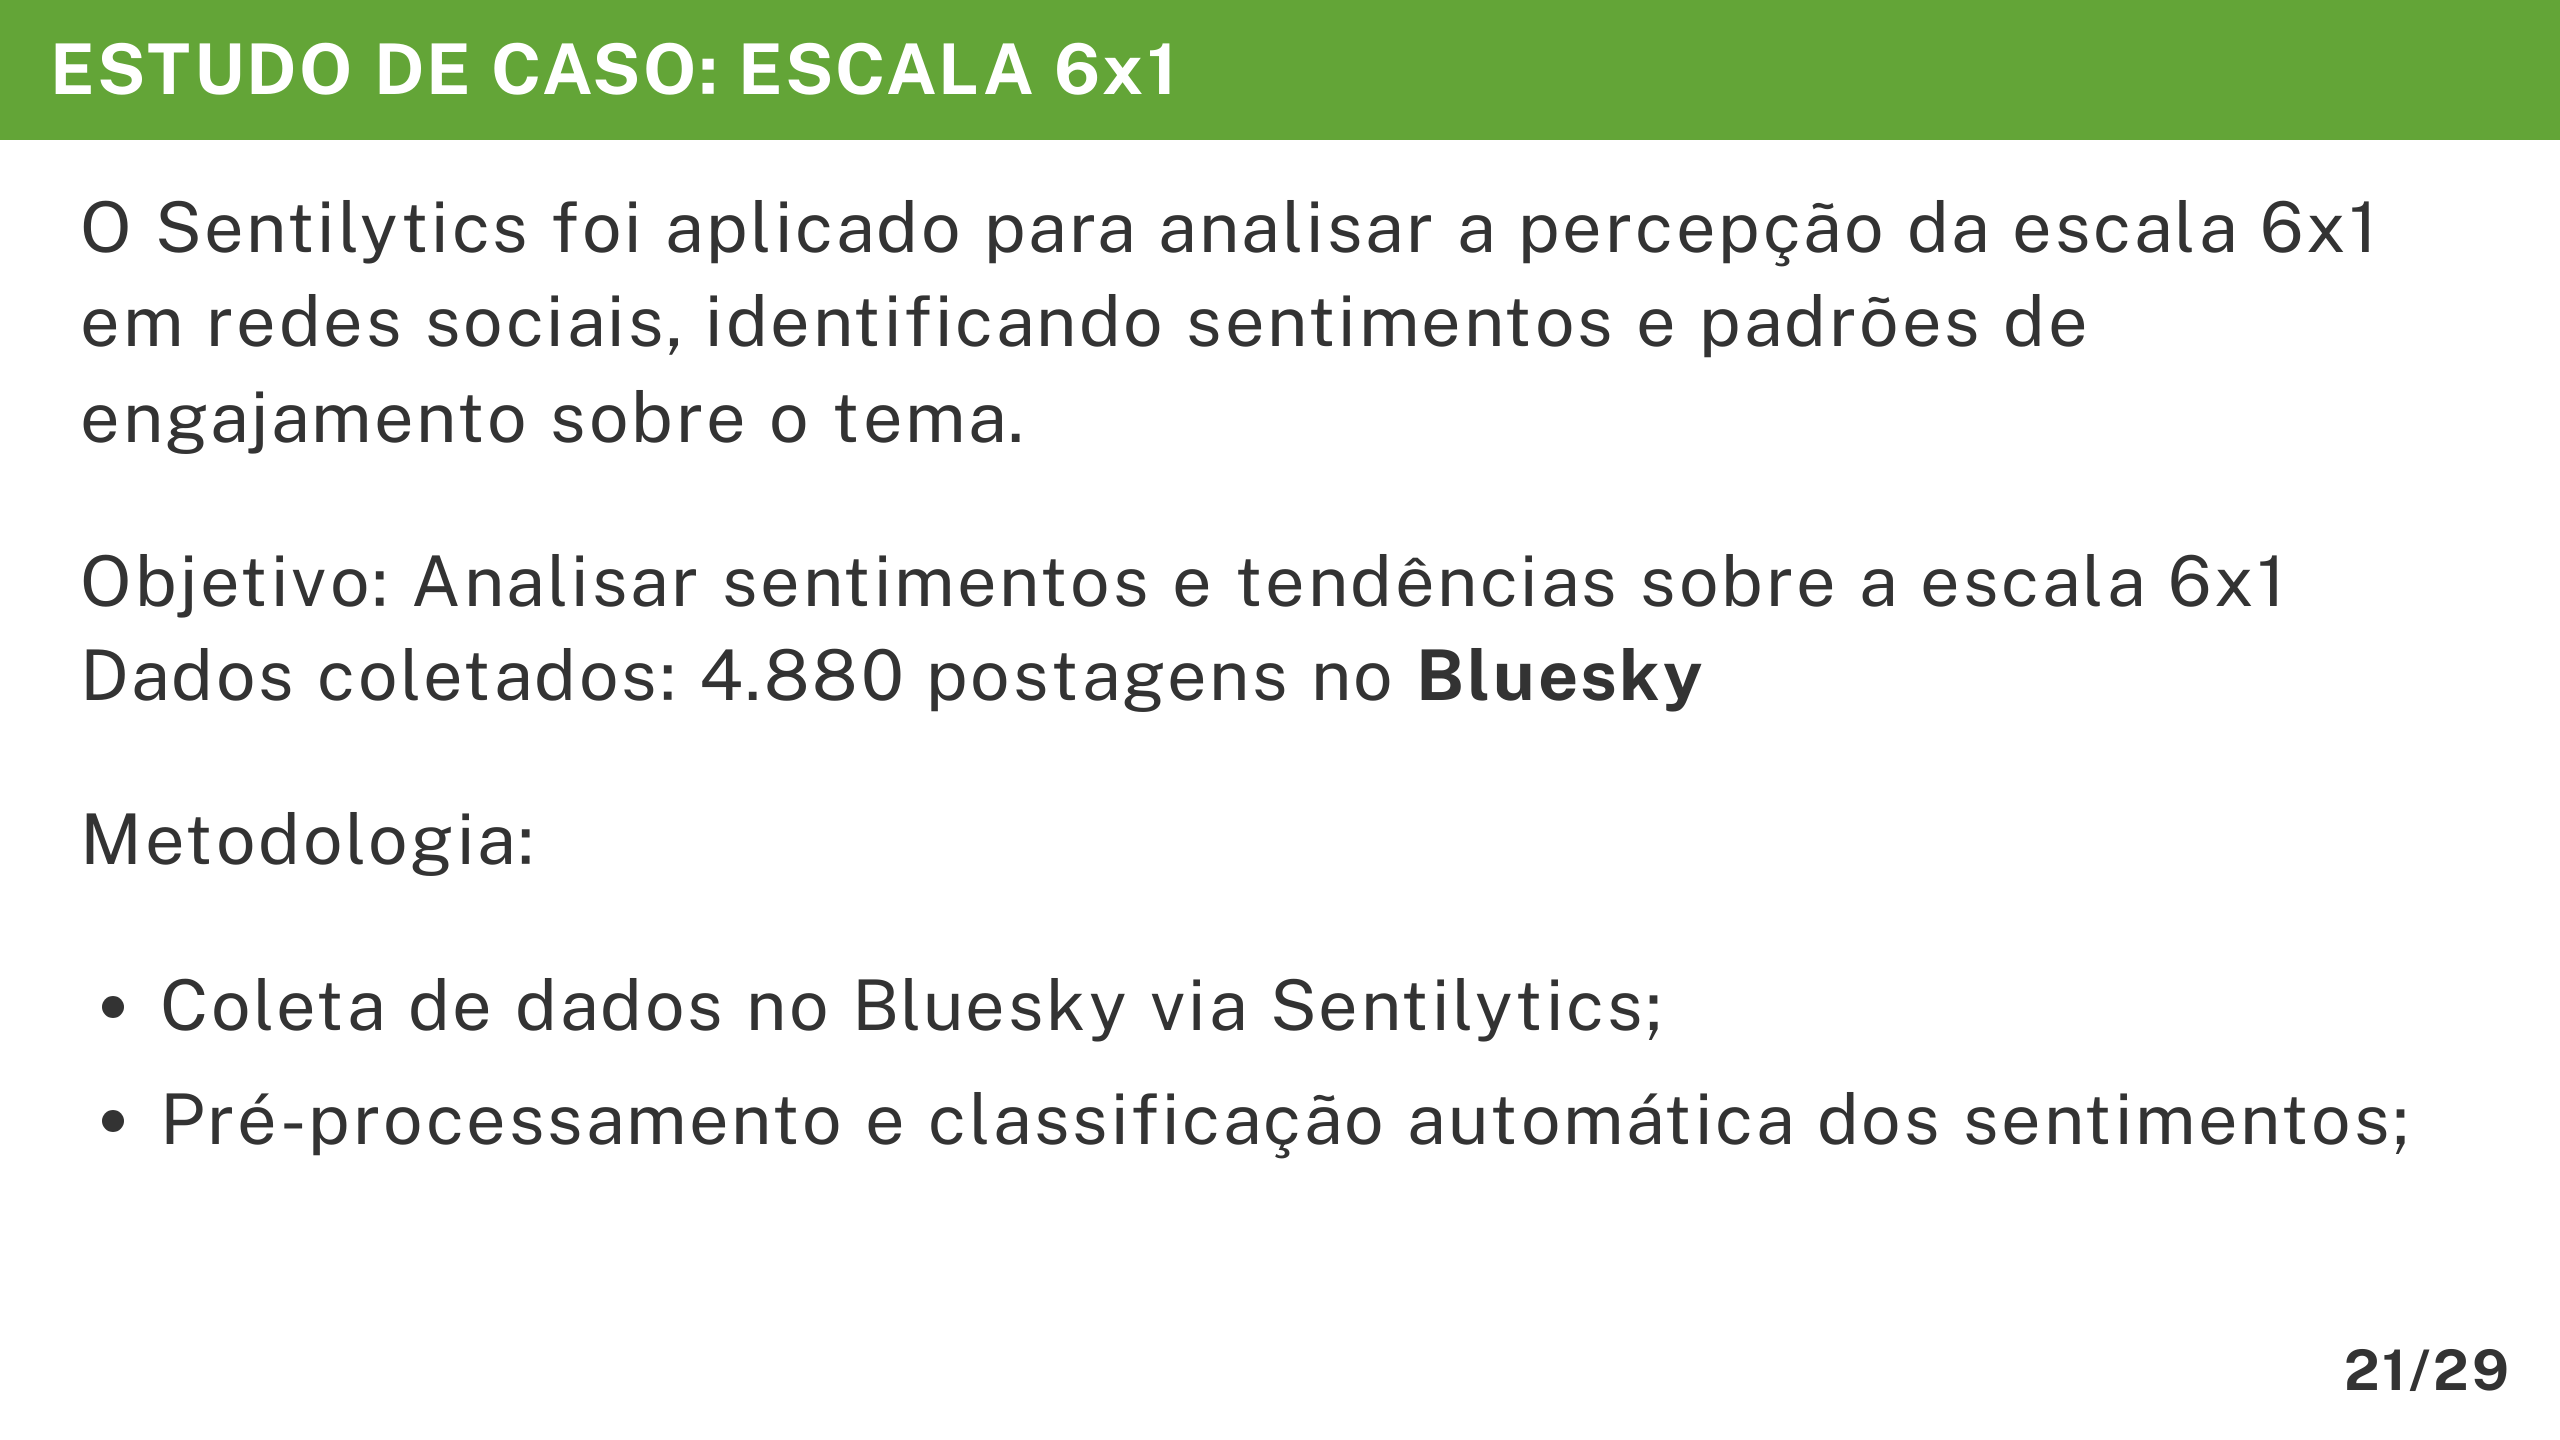 ESTUDO DE CASO: ESCALA 6x1
O Sentilytics foi aplicado para analisar a percepção da escala 6x1
em redes sociais, identificando sentimentos e padrões de
engajamento sobre o tema.
Objetivo: Analisar sentimentos e tendências sobre a escala 6x1
Dados coletados: 4.880 postagens no Bluesky
Metodologia:
• Coleta de dados no Bluesky via Sentilytics;
• Pré-processamento e classificação automática dos sentimentos;
21/29